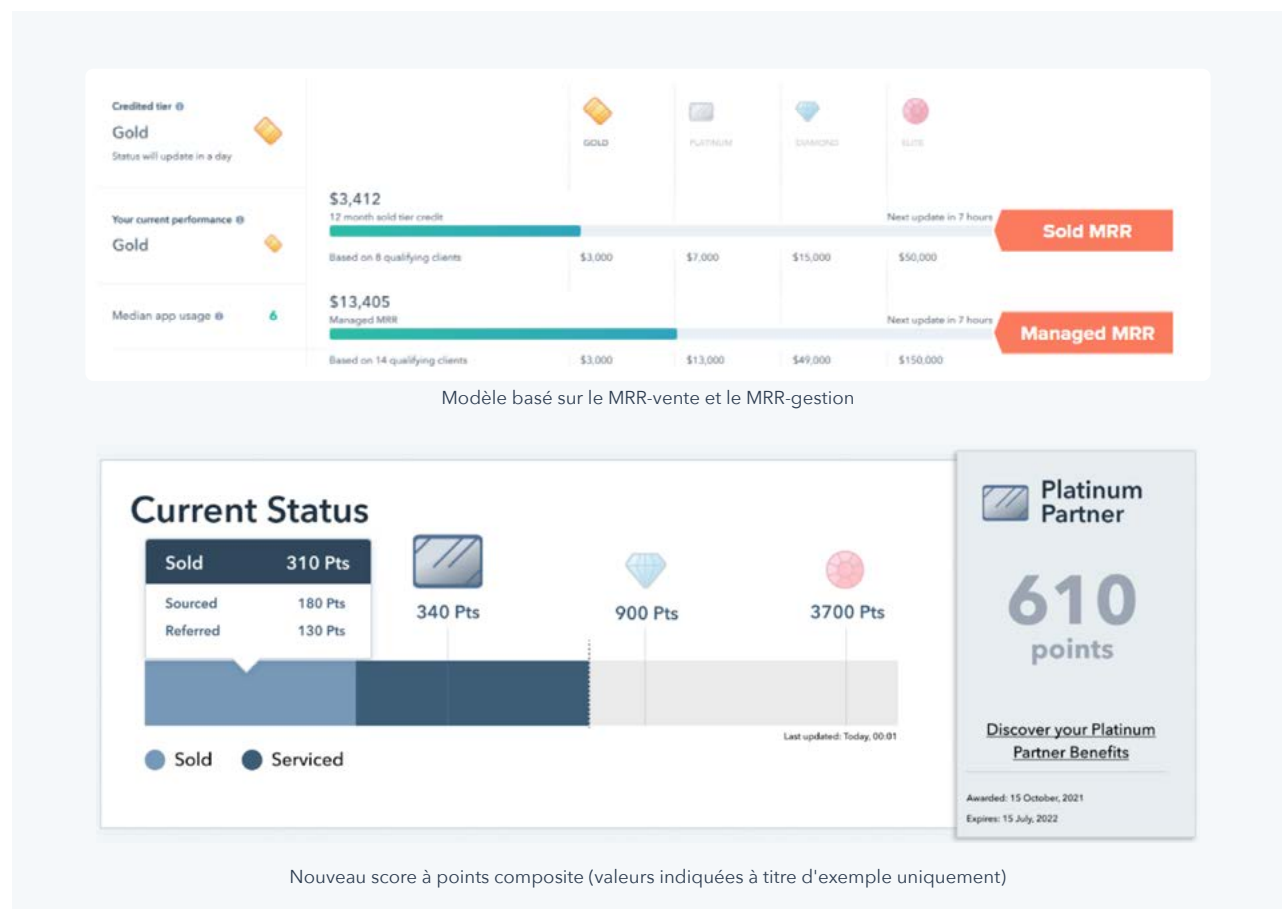 Credited tier
Gold
Status will update in a day
GOLD
PLATINUM
DIAMOND
ELITE
Your current performance
Gold
$3,412
12 month sold tier credit
Next update in 7 hours
Sold MRR
Based on 8 qualifying clients
$3,000
$7,000
$15,000
$50,000
Median app usage
6
$13,405
Managed MRR
Next update in 7 hours
Managed MRR
Based on 14 qualifying clients
$3,000
$13,000
$49,000
$150,000
Modèle basé sur le MRR-vente et le MRR-gestion
Current Status
Sold 310 Pts
Sourced 180 Pts
Referred 130 Pts
340 Pts
900 Pts
3700 Pts
Last updated: Today, 00:01
Sold
Serviced
Platinum
Partner
610
points
Discover your Platinum
Partner Benefits
Awarded: 15 October, 2021
Expires: 15 July, 2022
Nouveau score à points composite (valeurs indiquées à titre d'exemple uniquement)